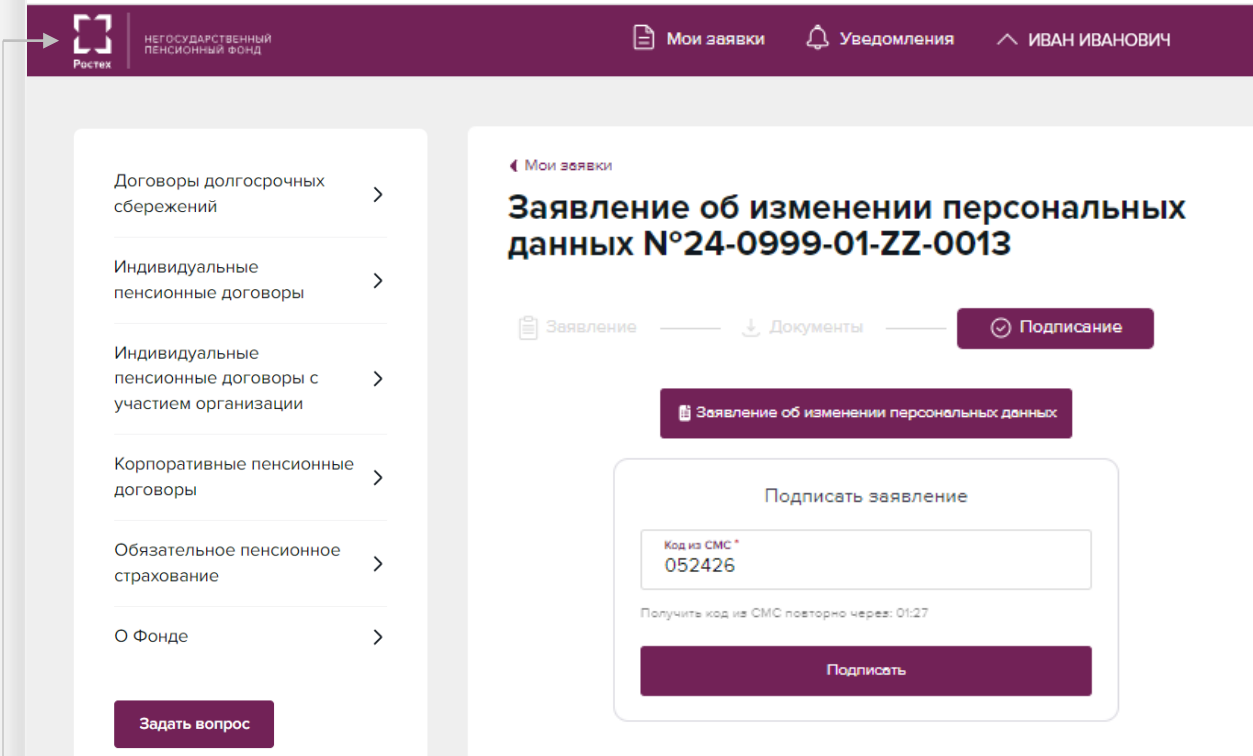 Ростех
НЕГОСУДАРСТВЕННЫЙ
ПЕНСИОННЫЙ ФОНД
Мои заявки
Уведомления
ИВАН ИВАНОВИЧ
Договоры долгосрочных
сбережений
Индивидуальные
пенсионные договоры
Индивидуальные
пенсионные договоры с
участием организации
Корпоративные пенсионные
договоры
Обязательное пенсионное
страхование
О Фонде
Задать вопрос
Мои заявки
Заявление об изменении персональных
данных №24-0999-01-ZZ-0013
Заявление
Документы
Подписание
Заявление об изменении персональных данных
Подписать заявление
Код из СМС *
052426
Получить код из СМС повторно через: 01:27
Подписать